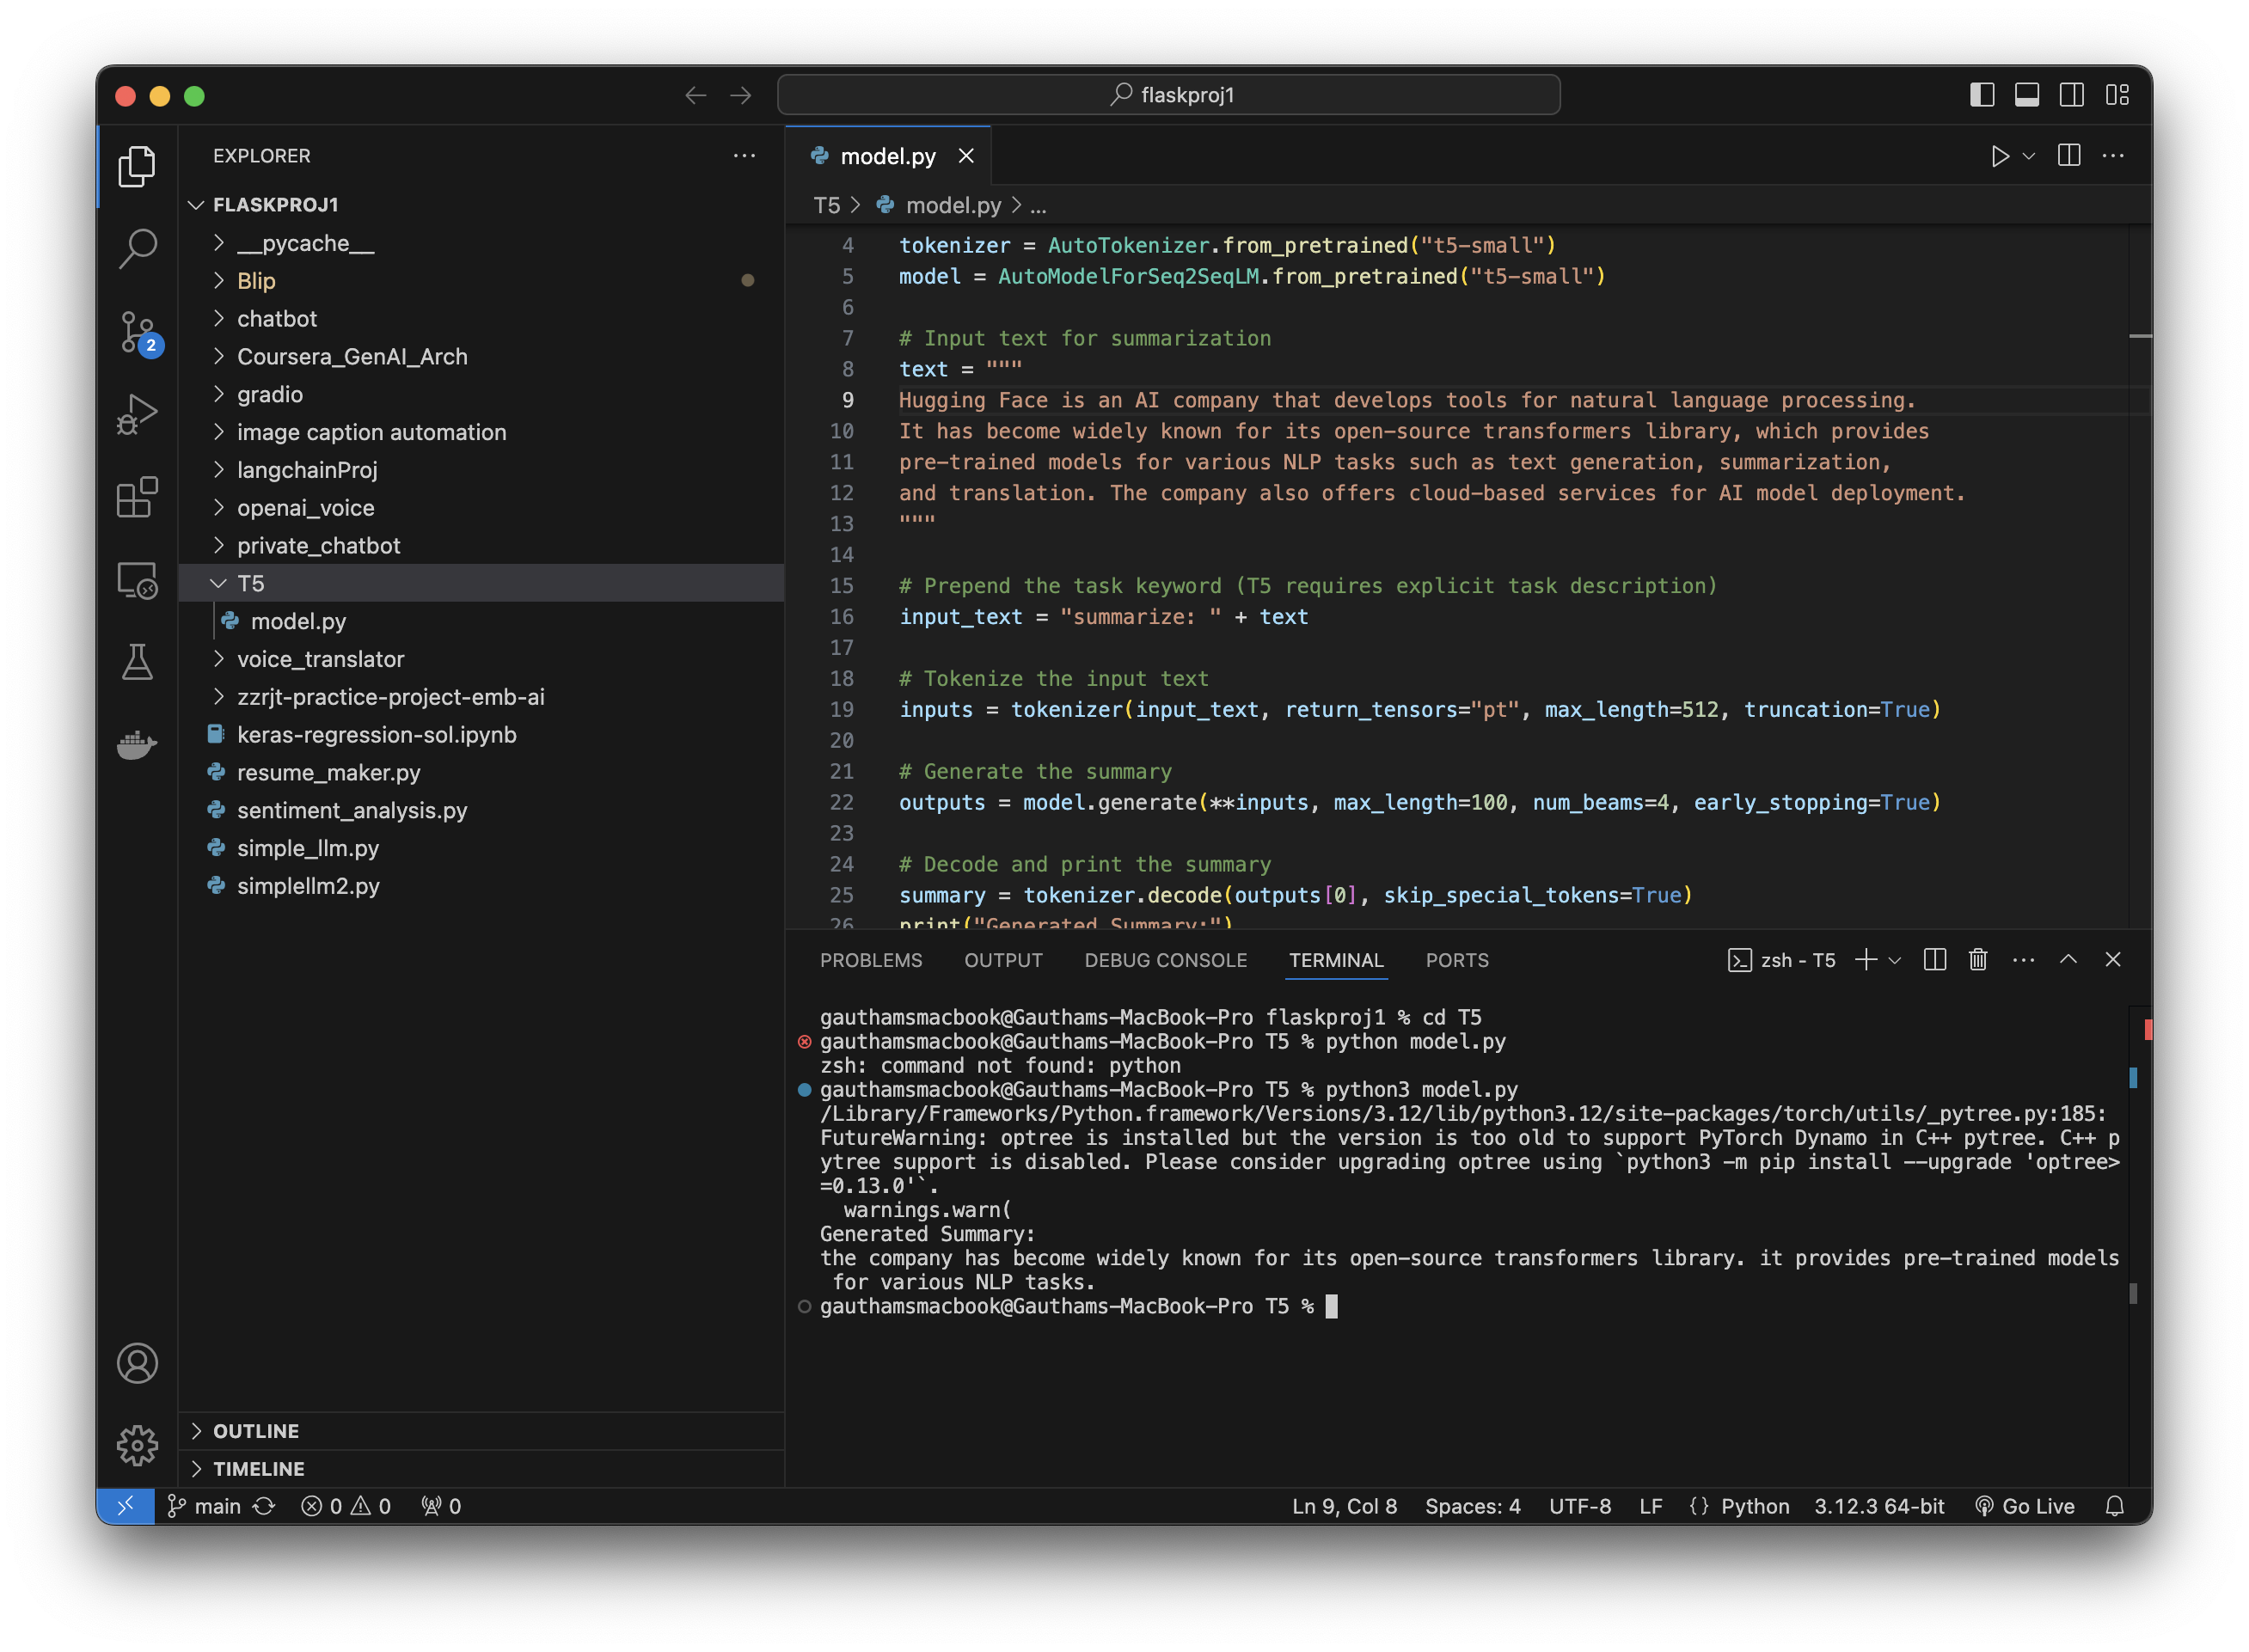 flaskproj1
EXPLORER
FLASKPROJ1
__pycache__
Blip
chatbot
Coursera_GenAI_Arch
gradio
image caption automation
langchainProj
openai_voice
private_chatbot
T5
model.py
voice_translator
zzrjt-practice-project-emb-ai
keras-regression-sol.ipynb
resume_maker.py
sentiment_analysis.py
simple_llm.py
simplellm2.py
OUTLINE
TIMELINE
2
model.py
T5 > model.py > ...
4 tokenizer = AutoTokenizer.from_pretrained("t5-small")
5 model = AutoModelForSeq2SeqLM.from_pretrained("t5-small")
6
7 # Input text for summarization
8 text = """
9 Hugging Face is an AI company that develops tools for natural language processing.
10 It has become widely known for its open-source transformers library, which provides
11 pre-trained models for various NLP tasks such as text generation, summarization,
12 and translation. The company also offers cloud-based services for AI model deployment.
13 """
14
15 # Prepend the task keyword (T5 requires explicit task description)
16 input_text = "summarize: " + text
17
18 # Tokenize the input text
19 inputs = tokenizer(input_text, return_tensors="pt", max_length=512, truncation=True)
20
21 # Generate the summary
22 outputs = model.generate(**inputs, max_length=100, num_beams=4, early_stopping=True)
23
24 # Decode and print the summary
25 summary = tokenizer.decode(outputs[0], skip_special_tokens=True)
26 print("Generated Summary:")
PROBLEMS OUTPUT DEBUG CONSOLE TERMINAL PORTS zsh - T5
gauthamsmacbook@Gauthams-MacBook-Pro flaskproj1 % cd T5
gauthamsmacbook@Gauthams-MacBook-Pro T5 % python model.py
zsh: command not found: python
gauthamsmacbook@Gauthams-MacBook-Pro T5 % python3 model.py
/Library/Frameworks/Python.framework/Versions/3.12/lib/python3.12/site-packages/torch/utils/_pytree.py:185:
FutureWarning: optree is installed but the version is too old to support PyTorch Dynamo in C++ pytree. C++ p
ytree support is disabled. Please consider upgrading optree using `python3 -m pip install --upgrade 'optree>
=0.13.0'`.
warnings.warn(
Generated Summary:
the company has become widely known for its open-source transformers library. it provides pre-trained models
for various NLP tasks.
gauthamsmacbook@Gauthams-MacBook-Pro T5 %
main 0 0 0 Ln 9, Col 8 Spaces: 4 UTF-8 LF {} Python 3.12.3 64-bit Go Live